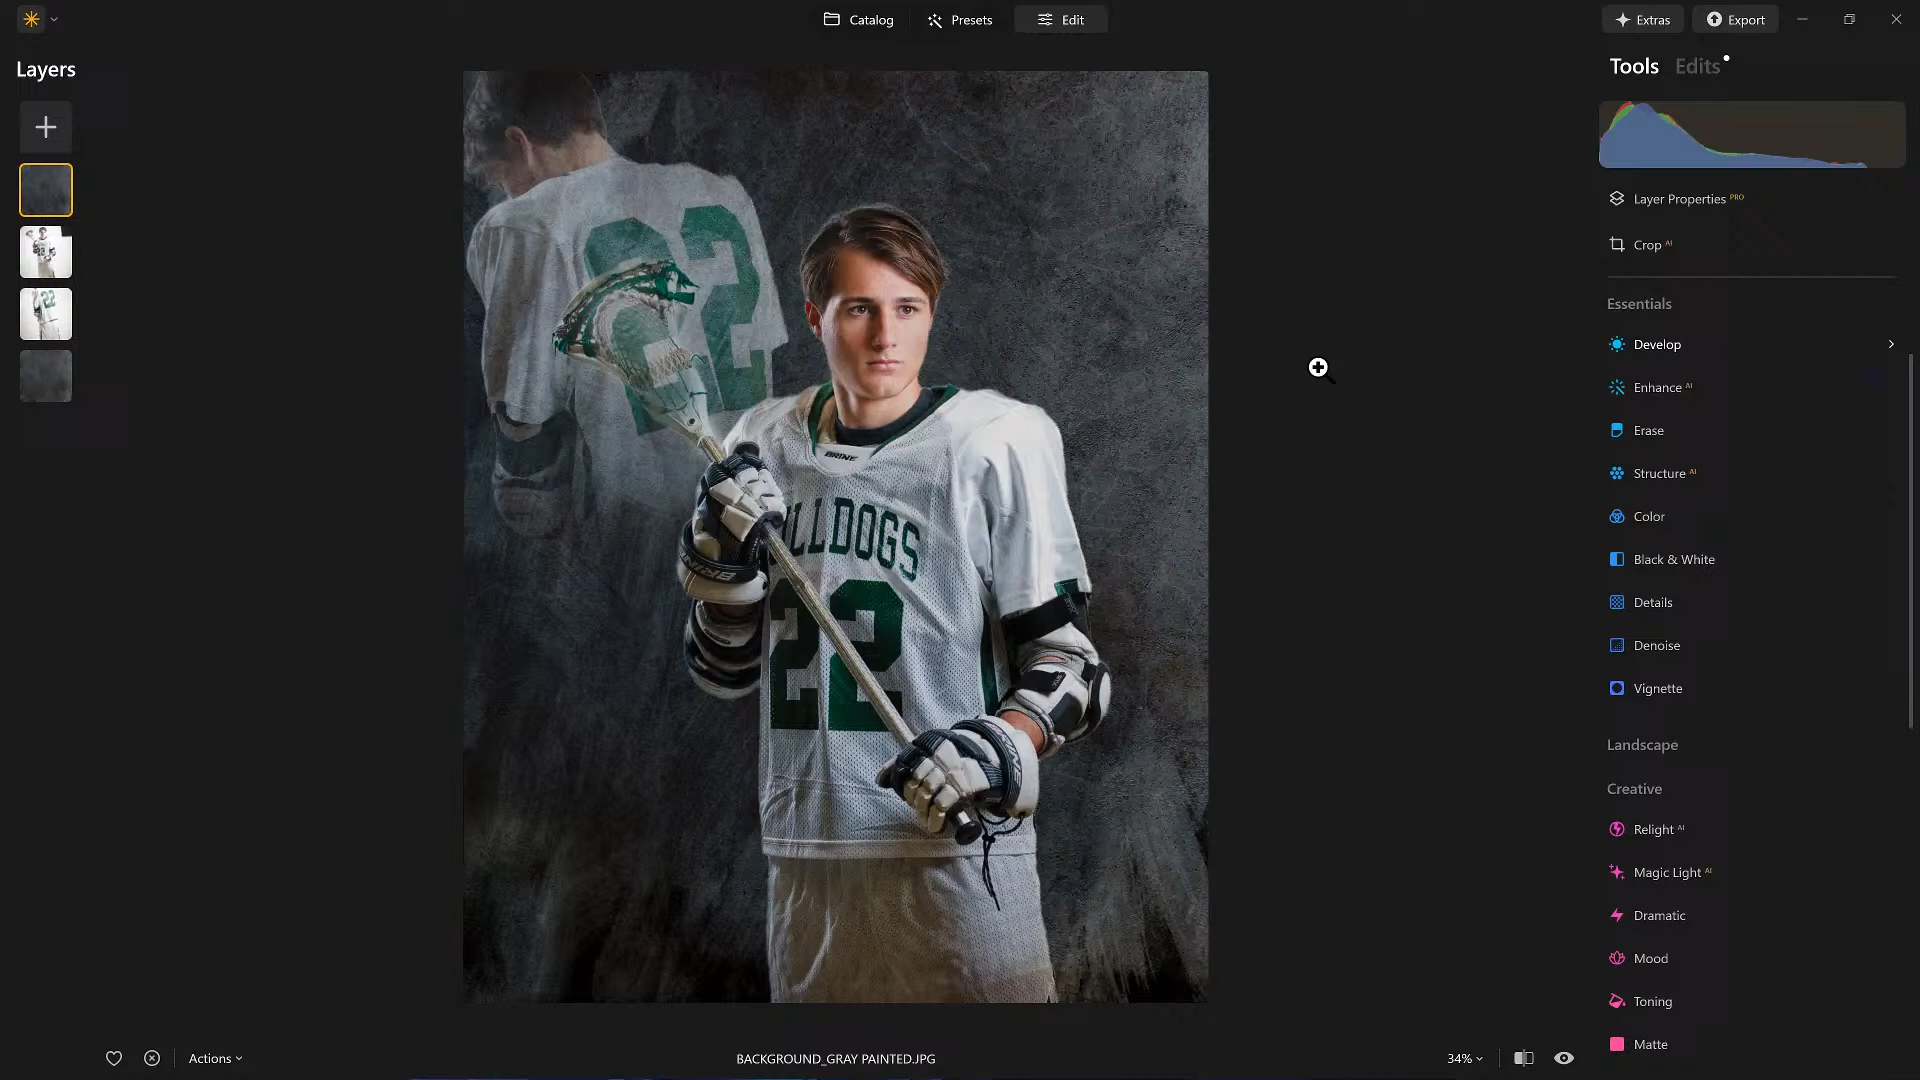 Catalog
Presets
Edit
Extras
Export
Layers
Tools Edits
Layer Properties PRO
Crop AI
Essentials
Develop
Enhance AI
Erase
Structure AI
Color
Black & White
Details
Denoise
Vignette
Landscape
Creative
Relight AI
Magic Light AI
Dramatic
Mood
Toning
Matte
22
BRINE
LLDOGS
22
BRINE
BRINE
Actions
BACKGROUND_GRAY PAINTED.JPG
34%